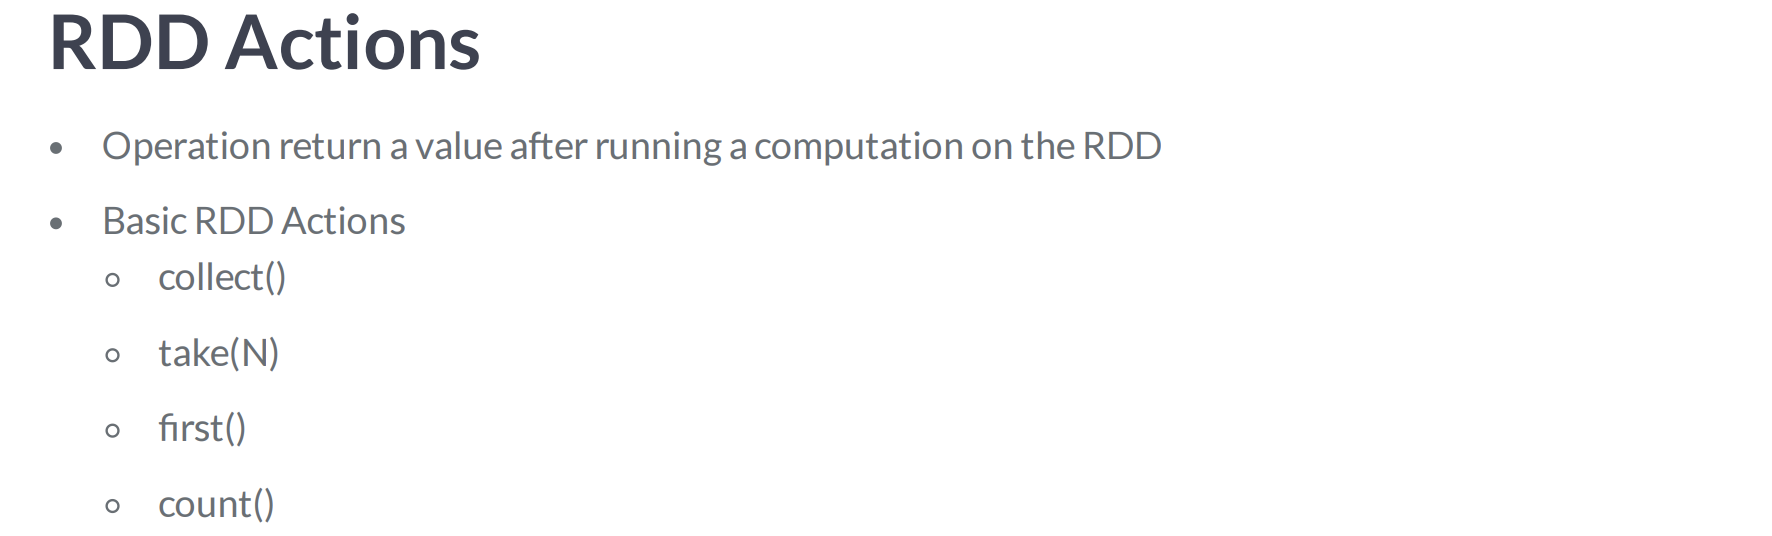 RDD Actions
• Operation return a value after running a computation on the RDD
• Basic RDD Actions
○ collect()
○ take(N)
○ first()
○ count()